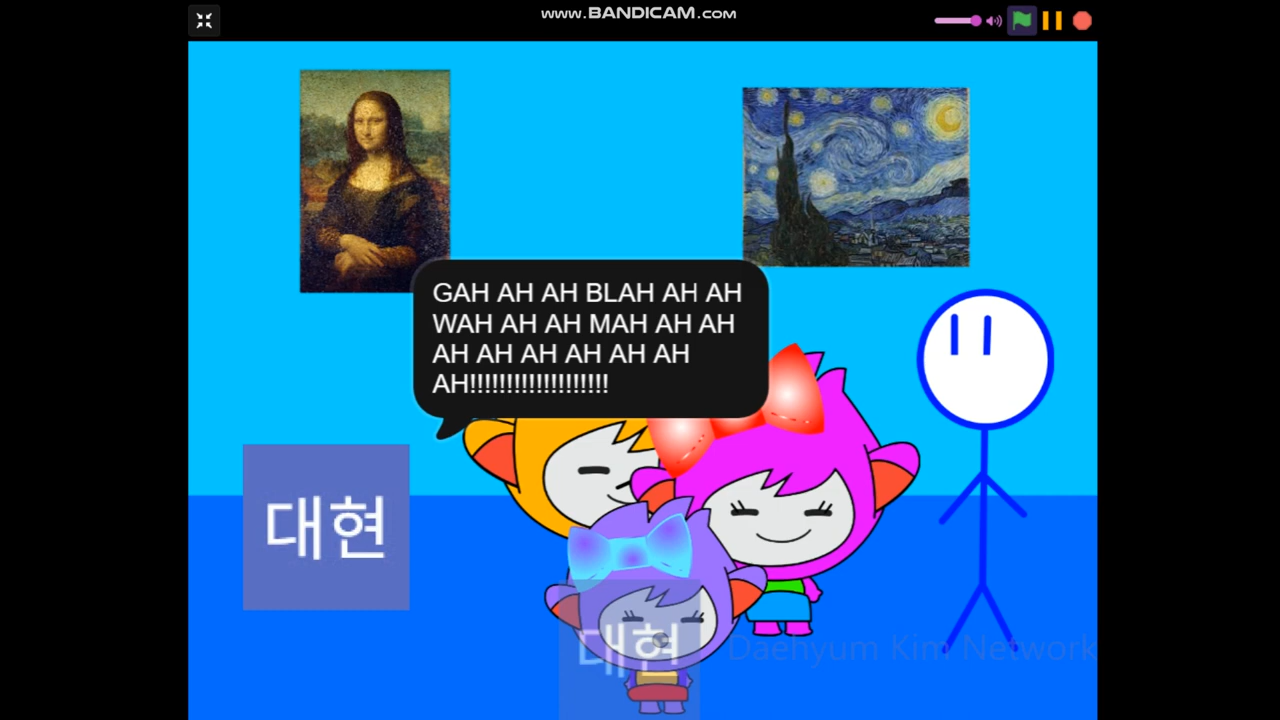 www.BANDICAM.com
GAH AH AH BLAH AH AH
WAH AH AH MAH AH AH
AH AH AH AH AH AH
AH!!!!!!!!!!!!!!!!!!!
대현
대현
Daehyum Kim Network